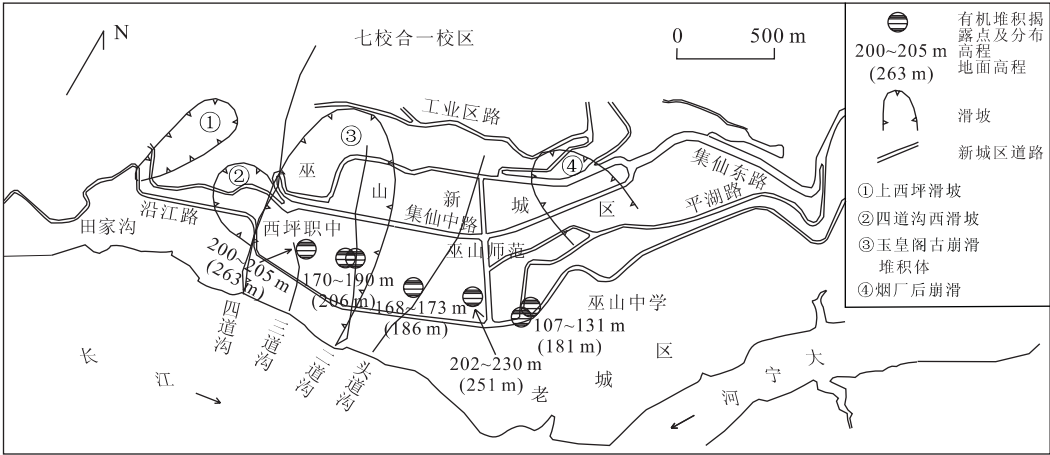 N
七校合一校区
0 500 m
工业区路
①
②
③
④
巫山新城区
集仙东路
平湖路
集仙中路
沿江路
田家沟
西坪职中
巫山师范
200~205 m
(263 m)
170~190 m
(206 m)
168~173 m
(186 m)
202~230 m
(251 m)
107~131 m
(181 m)
巫山中学
四道沟
三道沟
二道沟
头道沟
老城区
长江
大宁河
有机堆积揭
露点及分布
高程
200~205 m
(263 m)
地面高程
滑坡
新城区道路
①上西坪滑坡
②四道沟西滑坡
③玉皇阁古崩滑
堆积体
④烟厂后崩滑